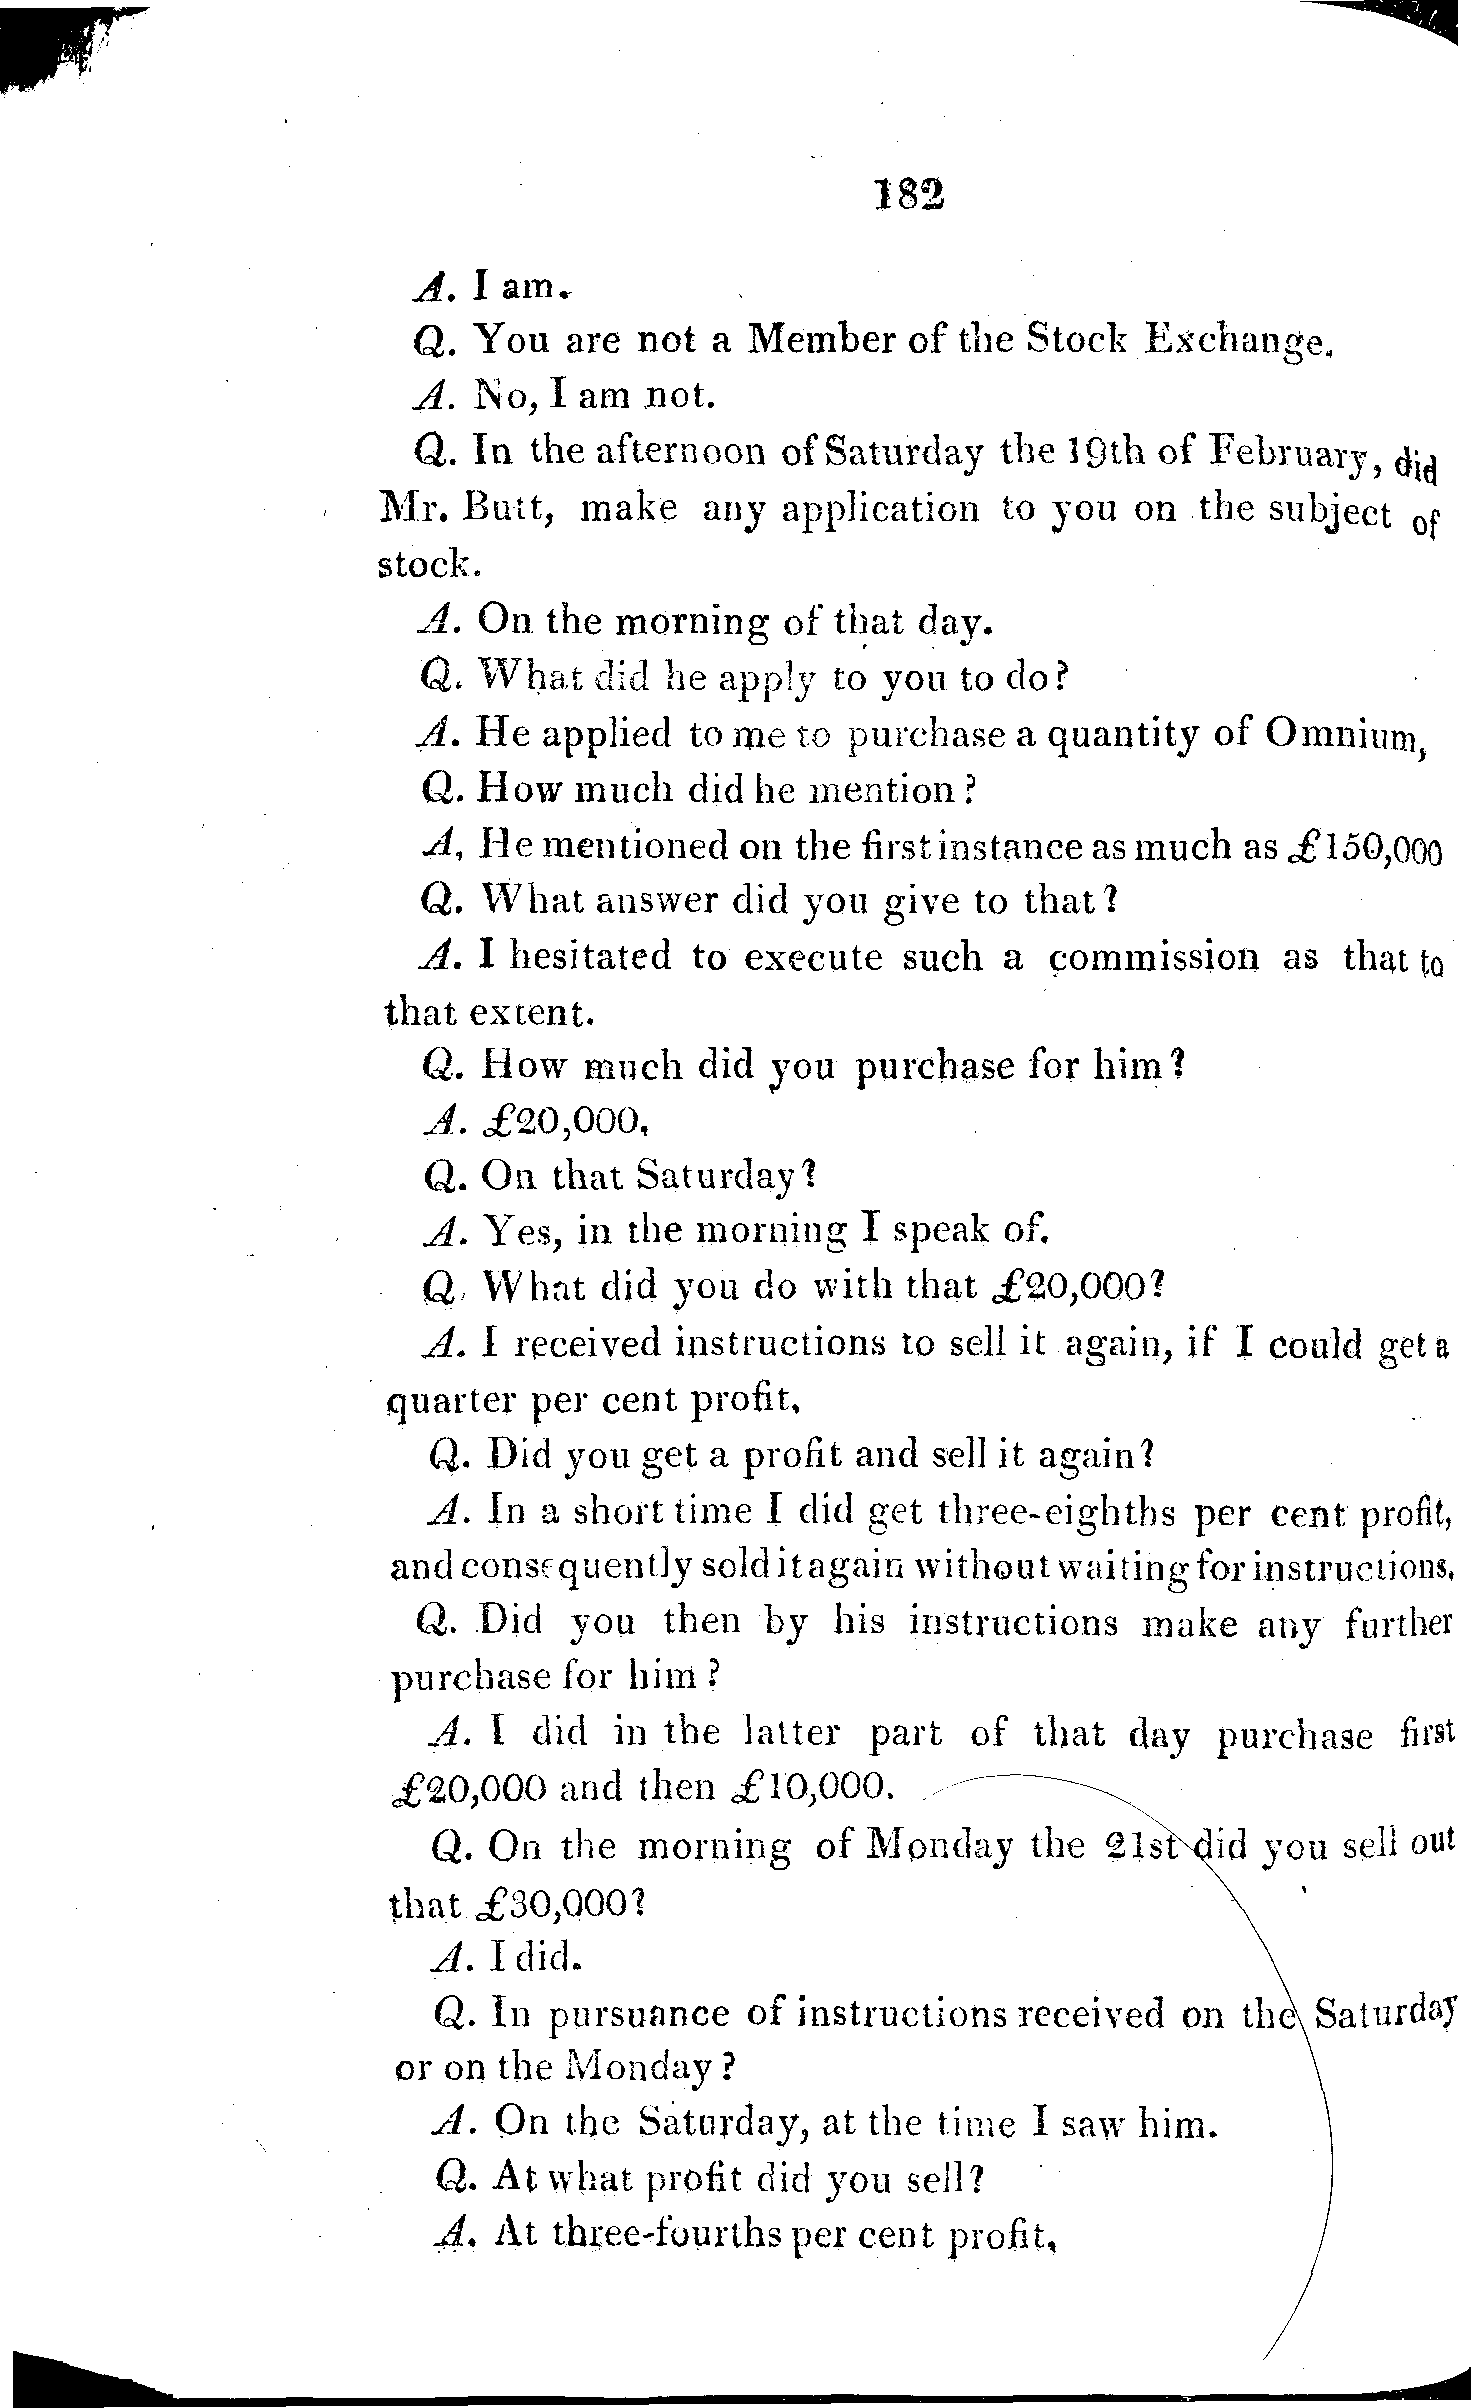 182
A. I am.
Q. You are not a Member of the Stock Exchange.
A. No, I am not.
Q. In the afternoon of Saturday the 19th of February, did
Mr. Butt, make any application to you on the subject of
stock.
A. On the morning of that day.
Q. What did he apply to you to do?
A. He applied to me to purchase a quantity of Omnium,
Q. How much did he mention?
A, He mentioned on the first instance as much as £150,000
Q. What answer did you give to that?
A. I hesitated to execute such a commission as that to
that extent.
Q. How much did you purchase for him?
A. £20,000.
Q. On that Saturday?
A. Yes, in the morning I speak of.
Q. What did you do with that £20,000?
A. I received instructions to sell it again, if I could get a
quarter per cent profit.
Q. Did you get a profit and sell it again?
A. In a short time I did get three-eighths per cent profit,
and consequently sold it again without waiting for instructions.
Q. Did you then by his instructions make any further
purchase for him?
A. I did in the latter part of that day purchase first
£20,000 and then £10,000.
Q. On the morning of Monday the 21st did you sell out
that £30,000?
A. I did.
Q. In pursuance of instructions received on the Saturday
or on the Monday?
A. On the Saturday, at the time I saw him.
Q. At what profit did you sell?
A. At three-fourths per cent profit.